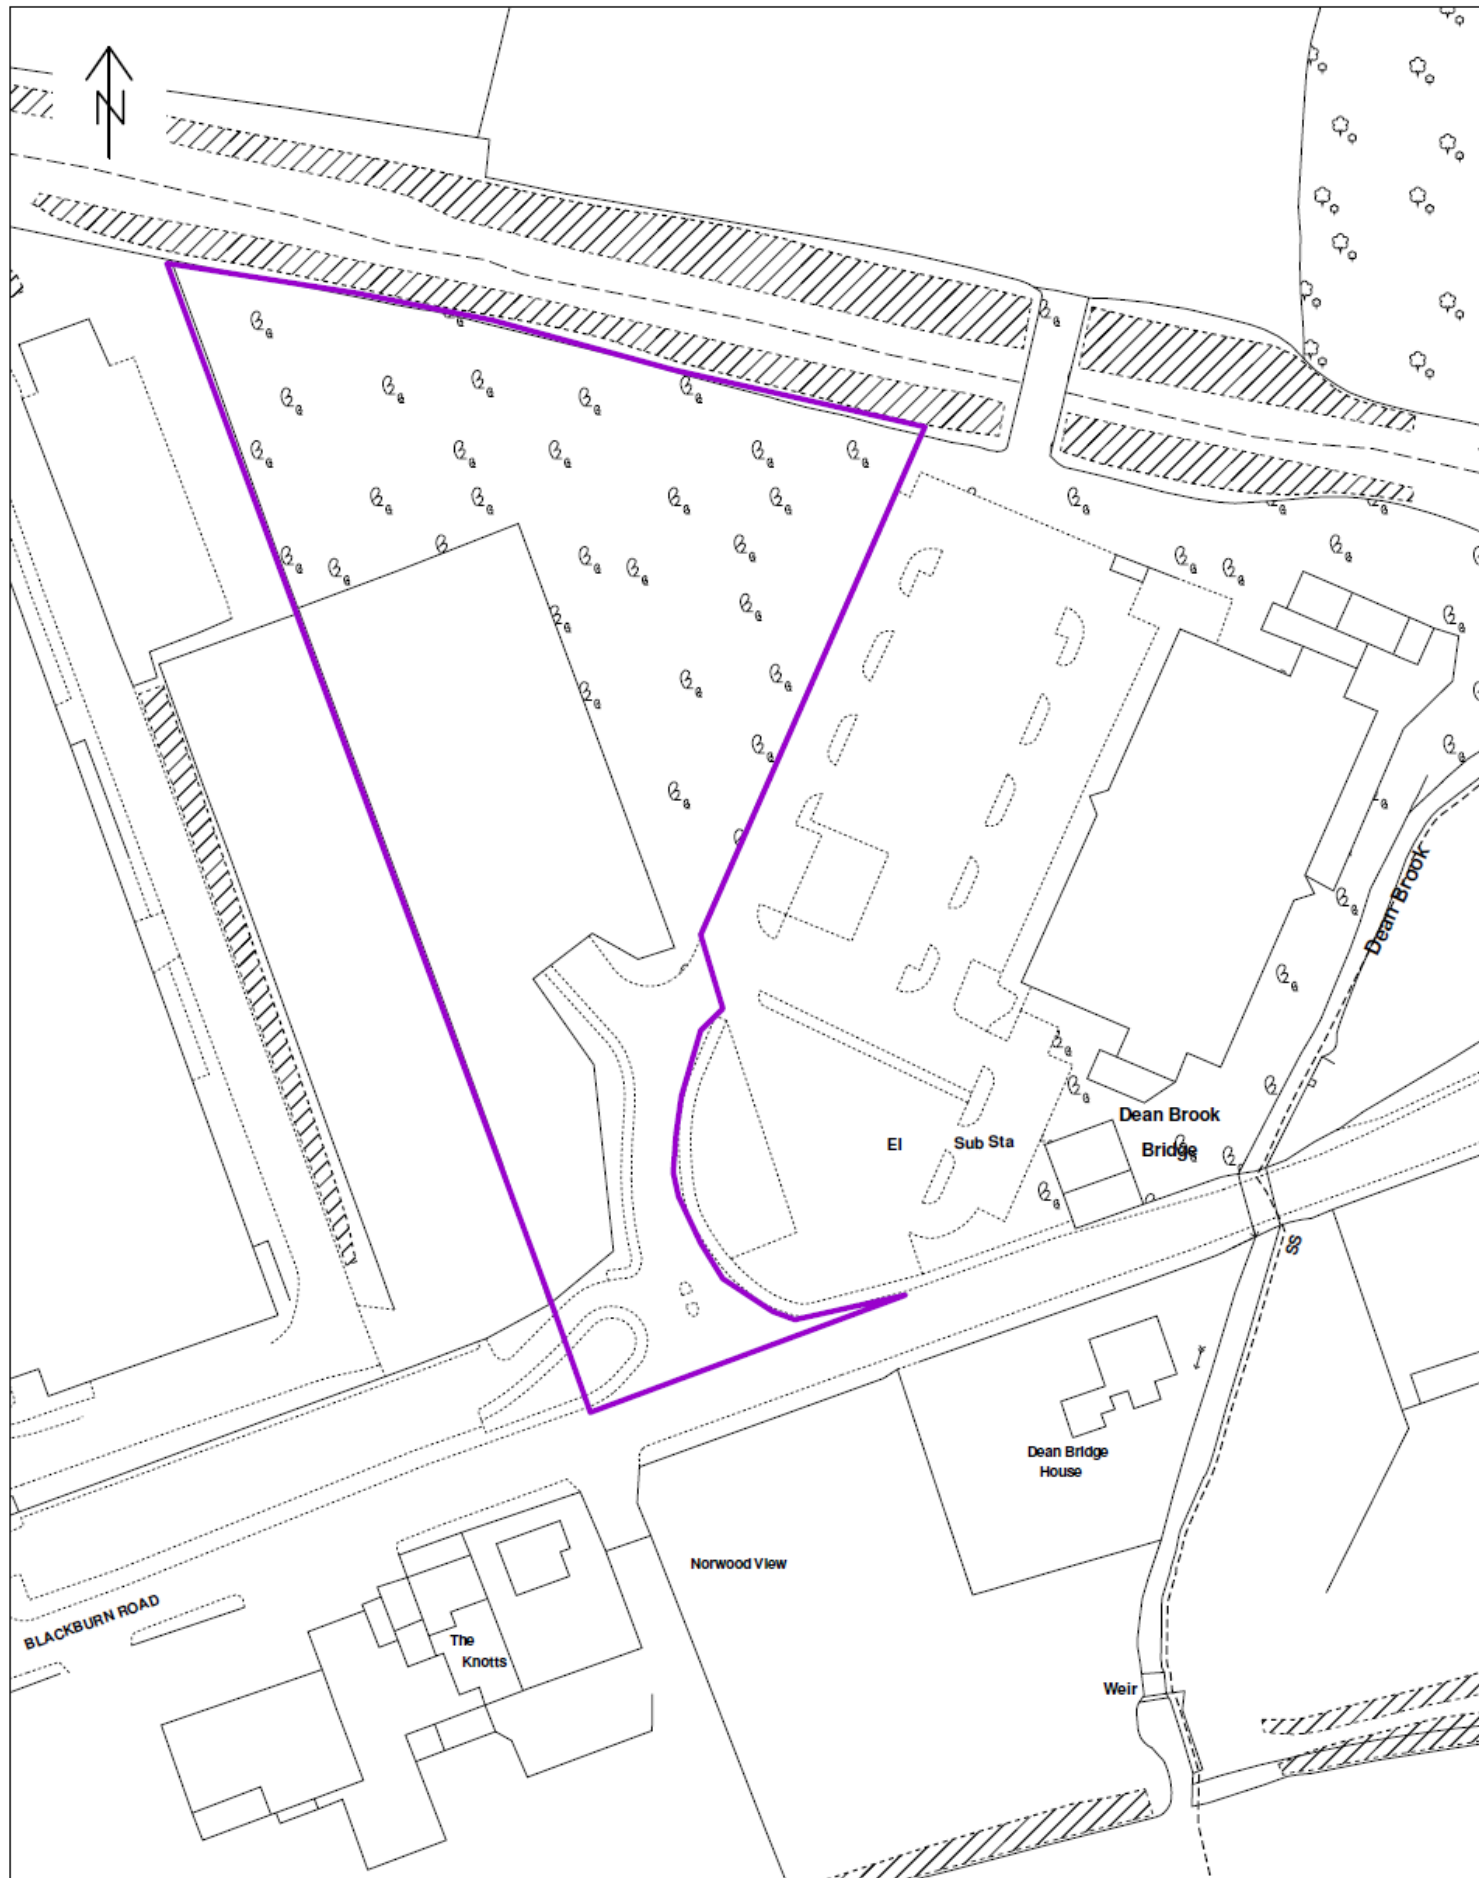 N
Dean Brook
El Sub Sta
Dean Brook
Bridge
SS
Dean Bridge
House
Norwood View
BLACKBURN ROAD
The
Knotts
Weir